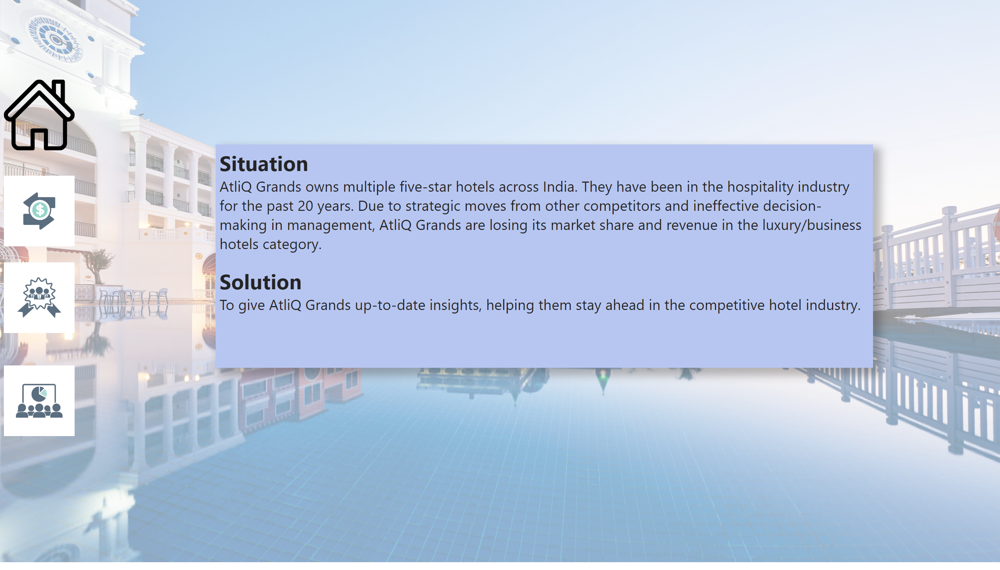 Situation
AtliQ Grands owns multiple five-star hotels across India. They have been in the hospitality industry
for the past 20 years. Due to strategic moves from other competitors and ineffective decision-
making in management, AtliQ Grands are losing its market share and revenue in the luxury/business
hotels category.
Solution
To give AtliQ Grands up-to-date insights, helping them stay ahead in the competitive hotel industry.
$